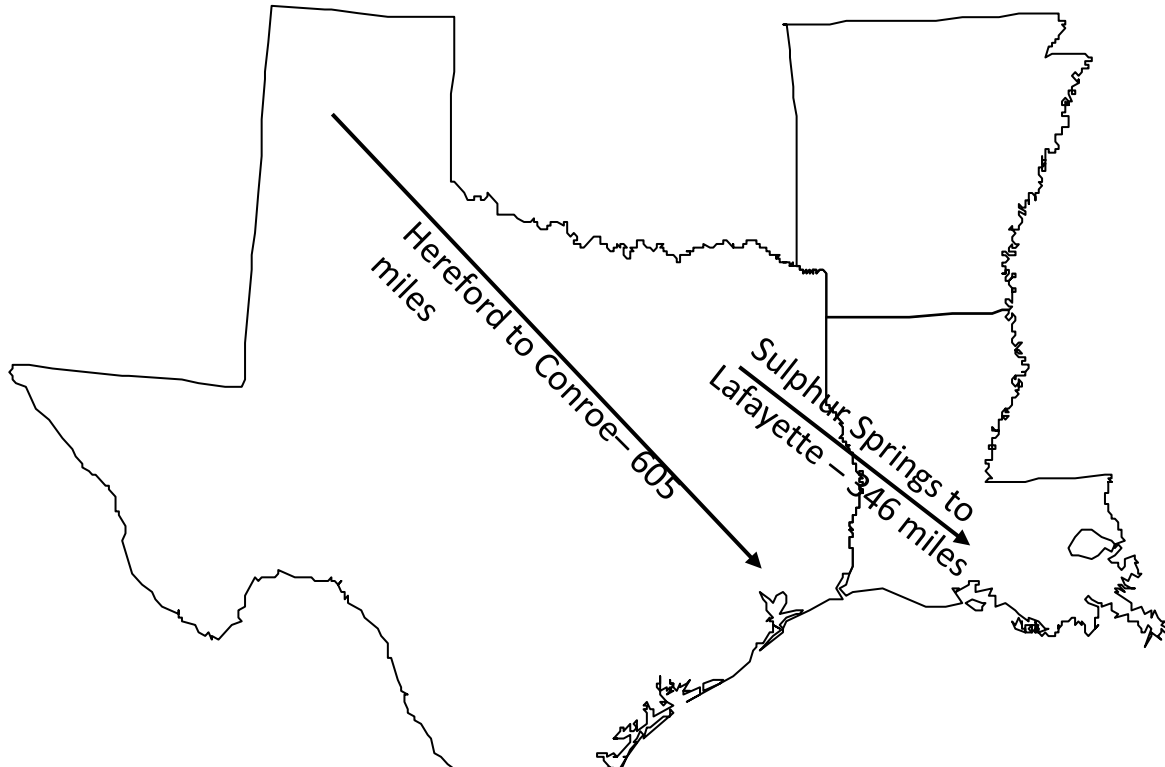 Hereford to Conroe– 605
miles
Sulphur Springs to
Lafayette – 346 miles